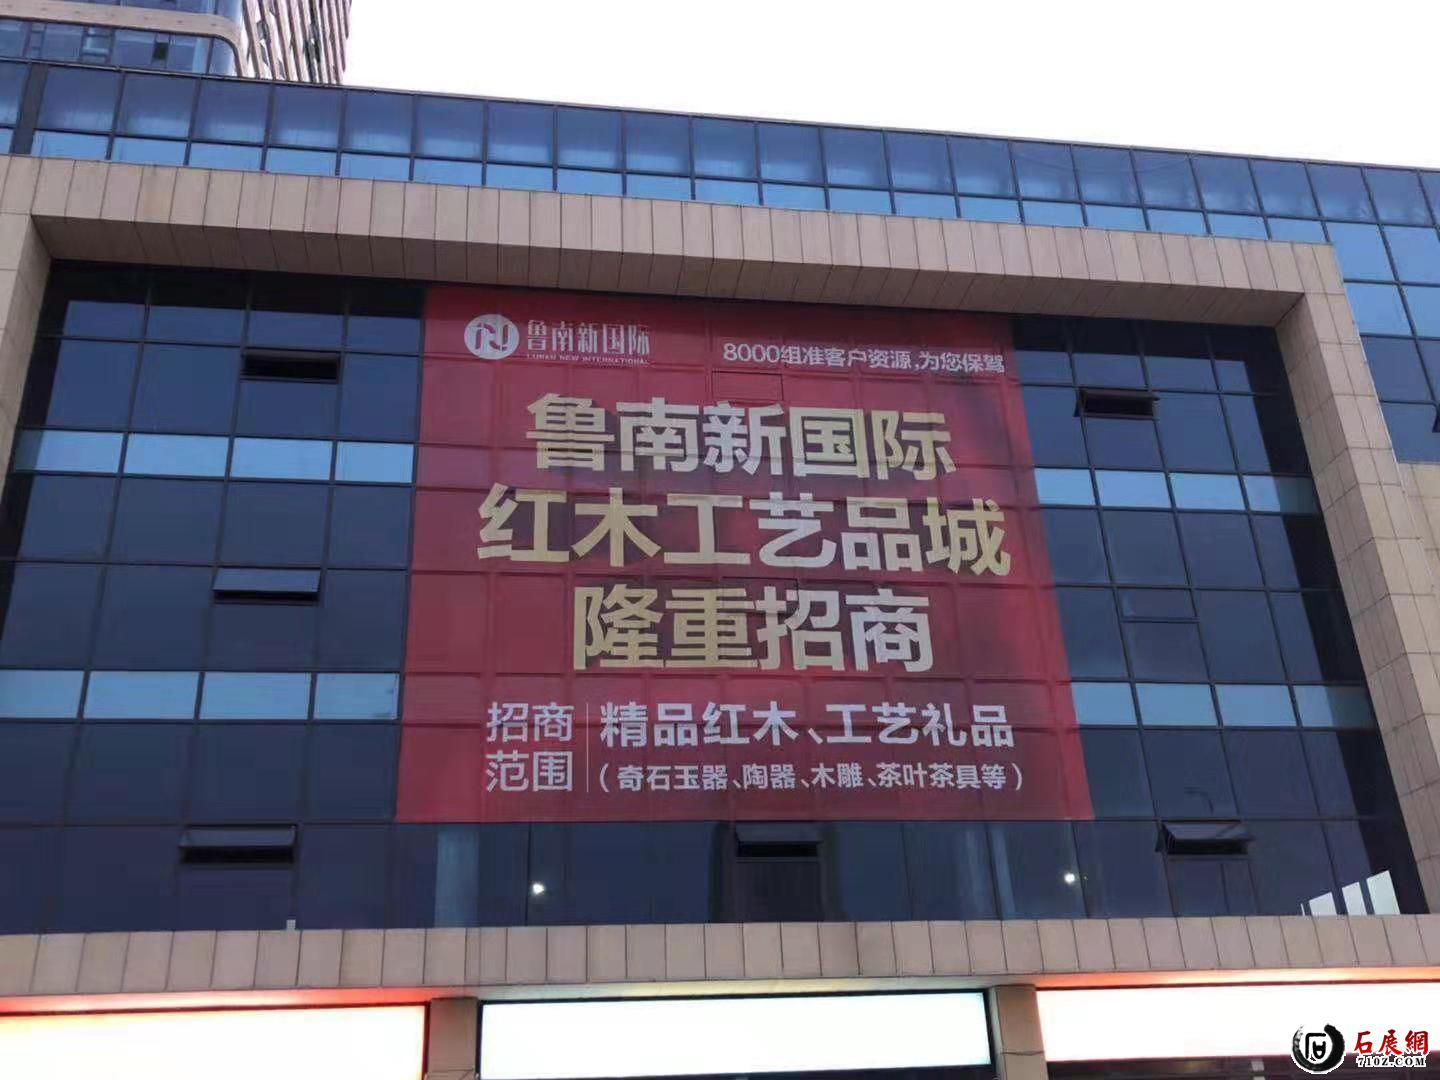 鲁南新国际
LUNAN NEW INTERNATIONAL
8000组准客户资源,为您保驾
鲁南新国际
红木工艺品城
隆重招商
招商范围
精品红木、工艺礼品
(奇石玉器、陶器、木雕、茶叶茶具等)
石展網
7102.COM